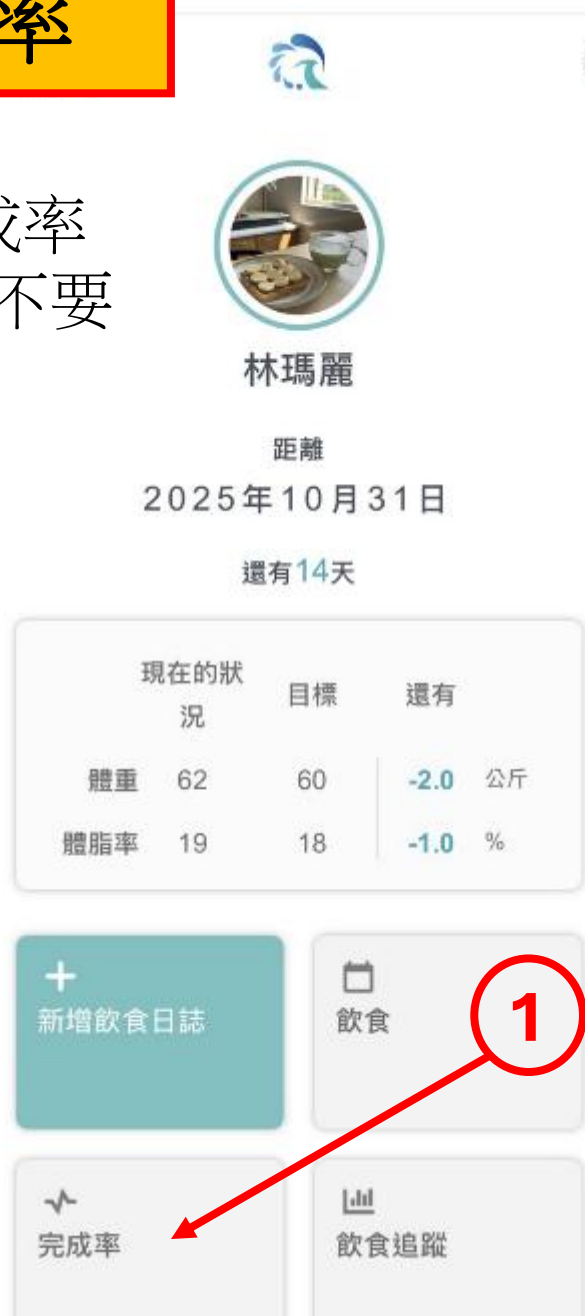 率
成率
不要
林瑪麗
距離
2025年10月31日
還有14天
現在的狀
況
目標
還有
體重 62 60 -2.0 公斤
體脂率 19 18 -1.0 %
新增飲食日誌
飲食
1
完成率
飲食追蹤